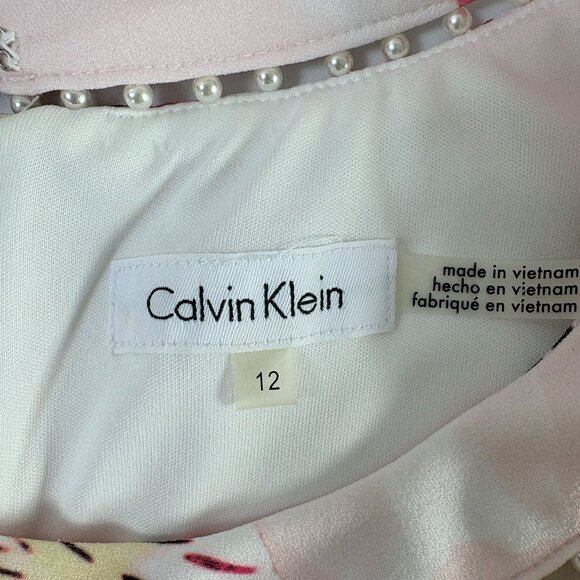 Calvin Klein
12
made in vietnam
hecho en vietnam
fabriqué en vietnam